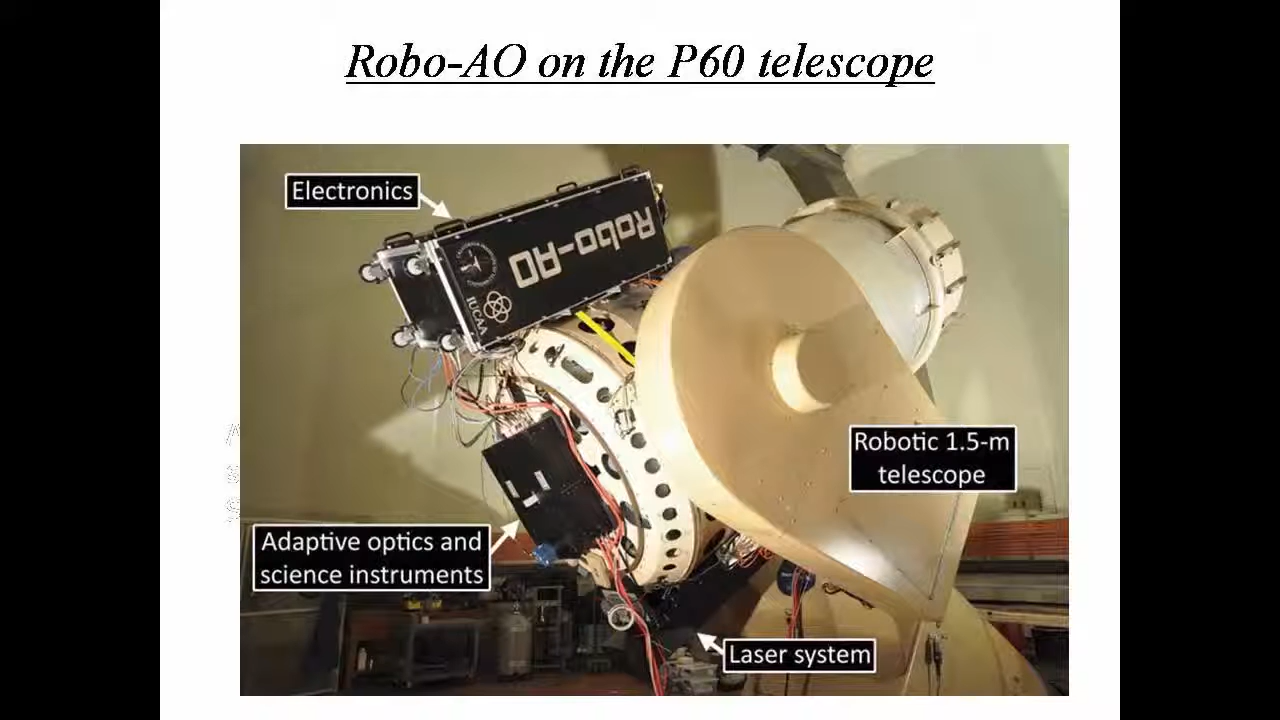 Robo-AO on the P60 telescope
Electronics
Robo-AO
IUCAA
Robotic 1.5-m
telescope
Adaptive optics and
science instruments
Laser system